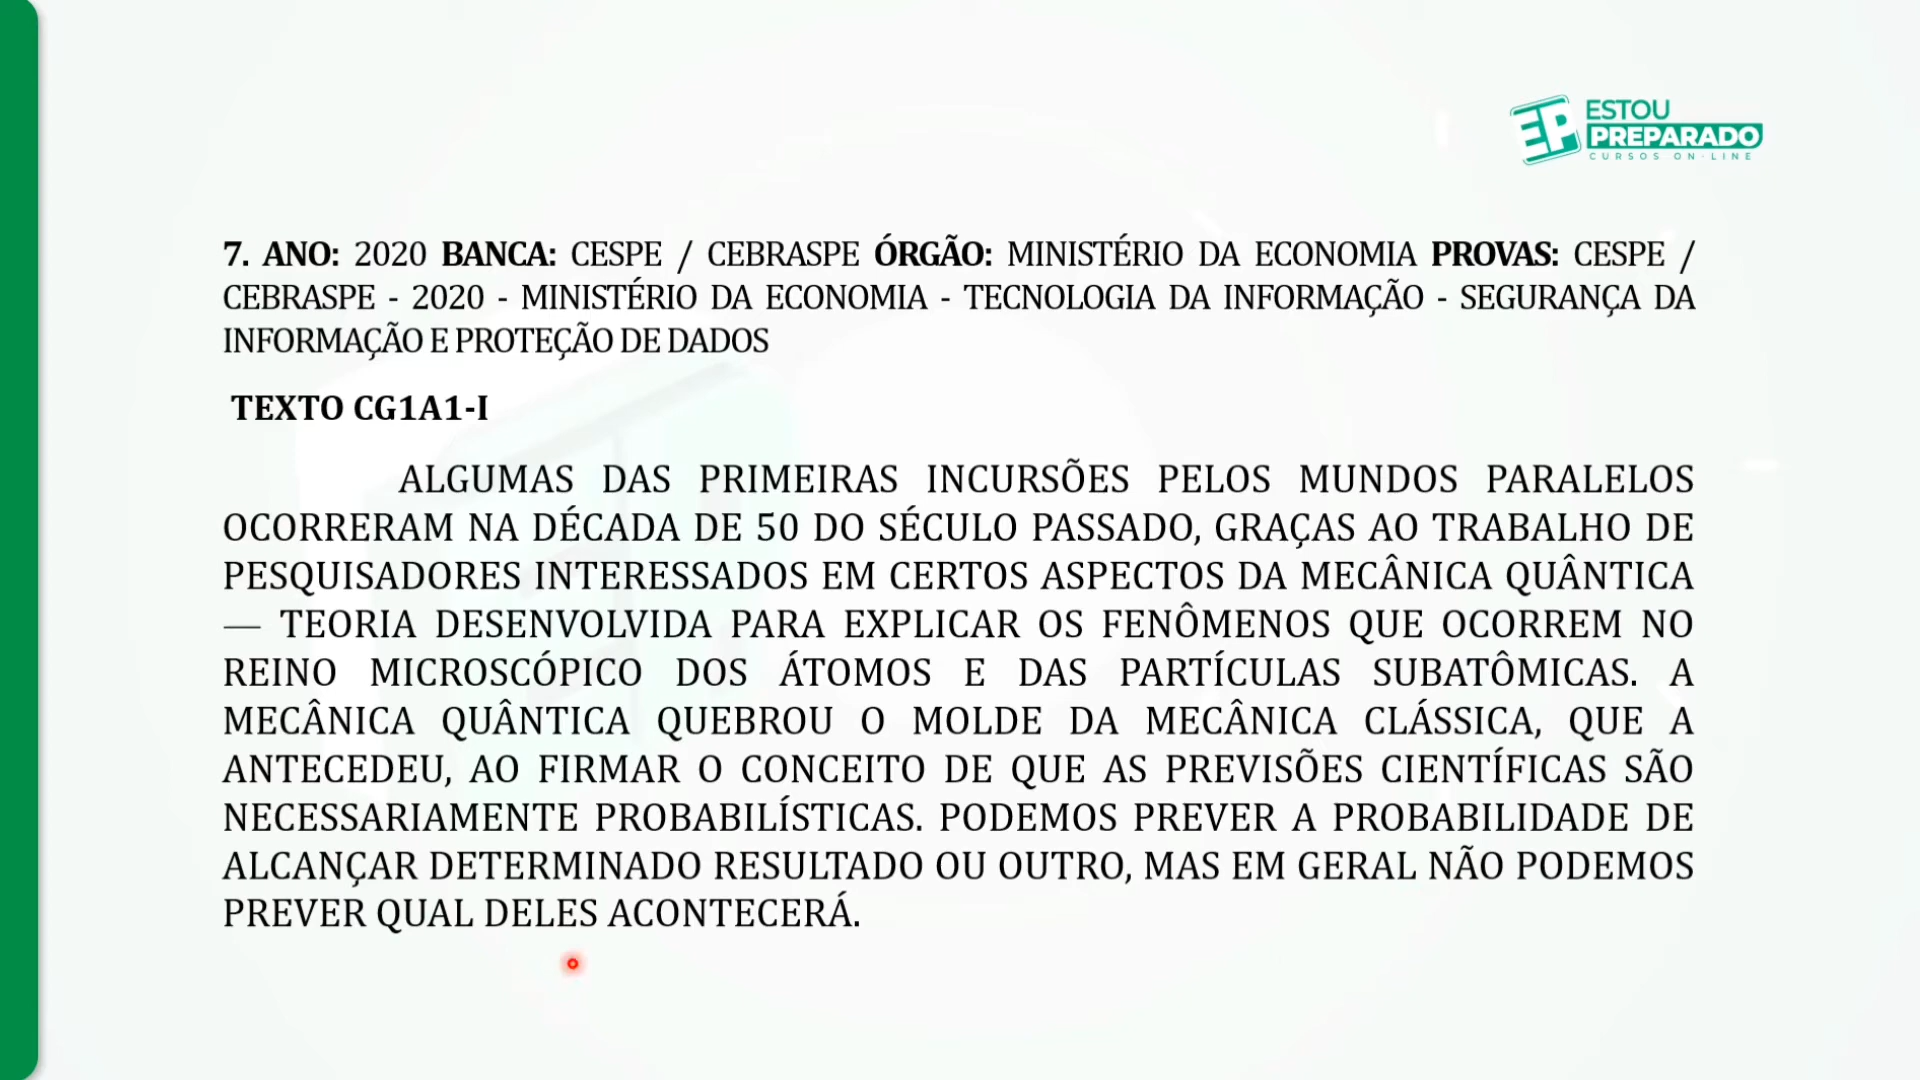 EP ESTOU
PREPARADO
CURSOS ON-LINE
7. ANO: 2020 BANCA: CESPE / CEBRASPE ÓRGÃO: MINISTÉRIO DA ECONOMIA PROVAS: CESPE /
CEBRASPE - 2020 - MINISTÉRIO DA ECONOMIA - TECNOLOGIA DA INFORMAÇÃO - SEGURANÇA DA
INFORMAÇÃO E PROTEÇÃO DE DADOS
TEXTO CG1A1-I
ALGUMAS DAS PRIMEIRAS INCURSÕES PELOS MUNDOS PARALELOS
OCORRERAM NA DÉCADA DE 50 DO SÉCULO PASSADO, GRAÇAS AO TRABALHO DE
PESQUISADORES INTERESSADOS EM CERTOS ASPECTOS DA MECÂNICA QUÂNTICA
— TEORIA DESENVOLVIDA PARA EXPLICAR OS FENÔMENOS QUE OCORREM NO
REINO MICROSCÓPICO DOS ÁTOMOS E DAS PARTÍCULAS SUBATÔMICAS. A
MECÂNICA QUÂNTICA QUEBROU O MOLDE DA MECÂNICA CLÁSSICA, QUE A
ANTECEDEU, AO FIRMAR O CONCEITO DE QUE AS PREVISÕES CIENTÍFICAS SÃO
NECESSARIAMENTE PROBABILÍSTICAS. PODEMOS PREVER A PROBABILIDADE DE
ALCANÇAR DETERMINADO RESULTADO OU OUTRO, MAS EM GERAL NÃO PODEMOS
PREVER QUAL DELES ACONTECERÁ.